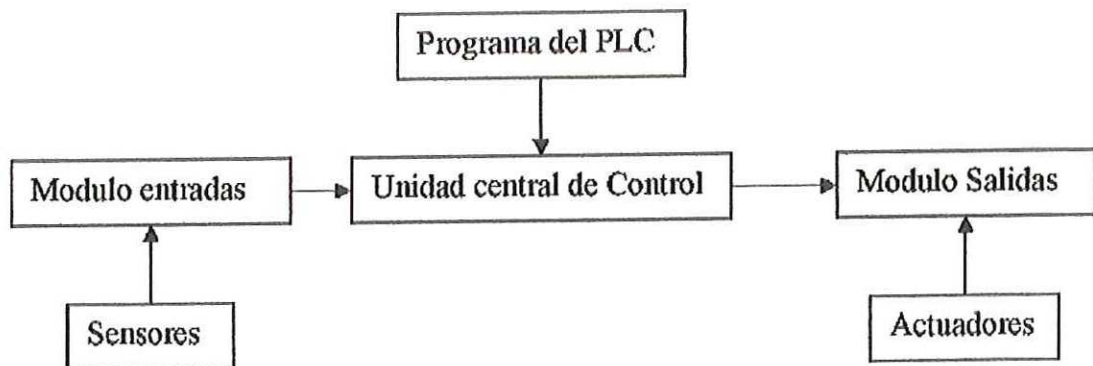 Programa del PLC
Modulo entradas
Unidad central de Control
Modulo Salidas
Sensores
Actuadores